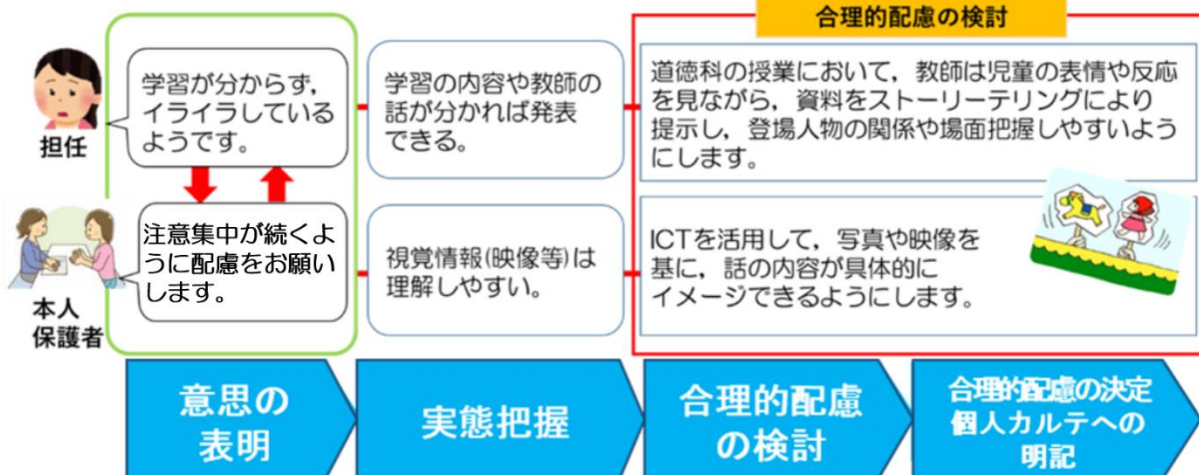 合理的配慮の検討
担任
学習が分からず，
イライラしている
ようです。
学習の内容や教師の
話が分かれば発表
できる。
道徳科の授業において，教師は児童の表情や反応
を見ながら，資料をストーリーテリングにより
提示し，登場人物の関係や場面把握しやすいよう
にします。
本人
保護者
注意集中が続くよ
うに配慮をお願い
します。
視覚情報(映像等)は
理解しやすい。
ICTを活用して，写真や映像を
基に，話の内容が具体的に
イメージできるようにします。
意思の
表明
実態把握
合理的配慮
の検討
合理的配慮の決定
個人カルテへの
明記